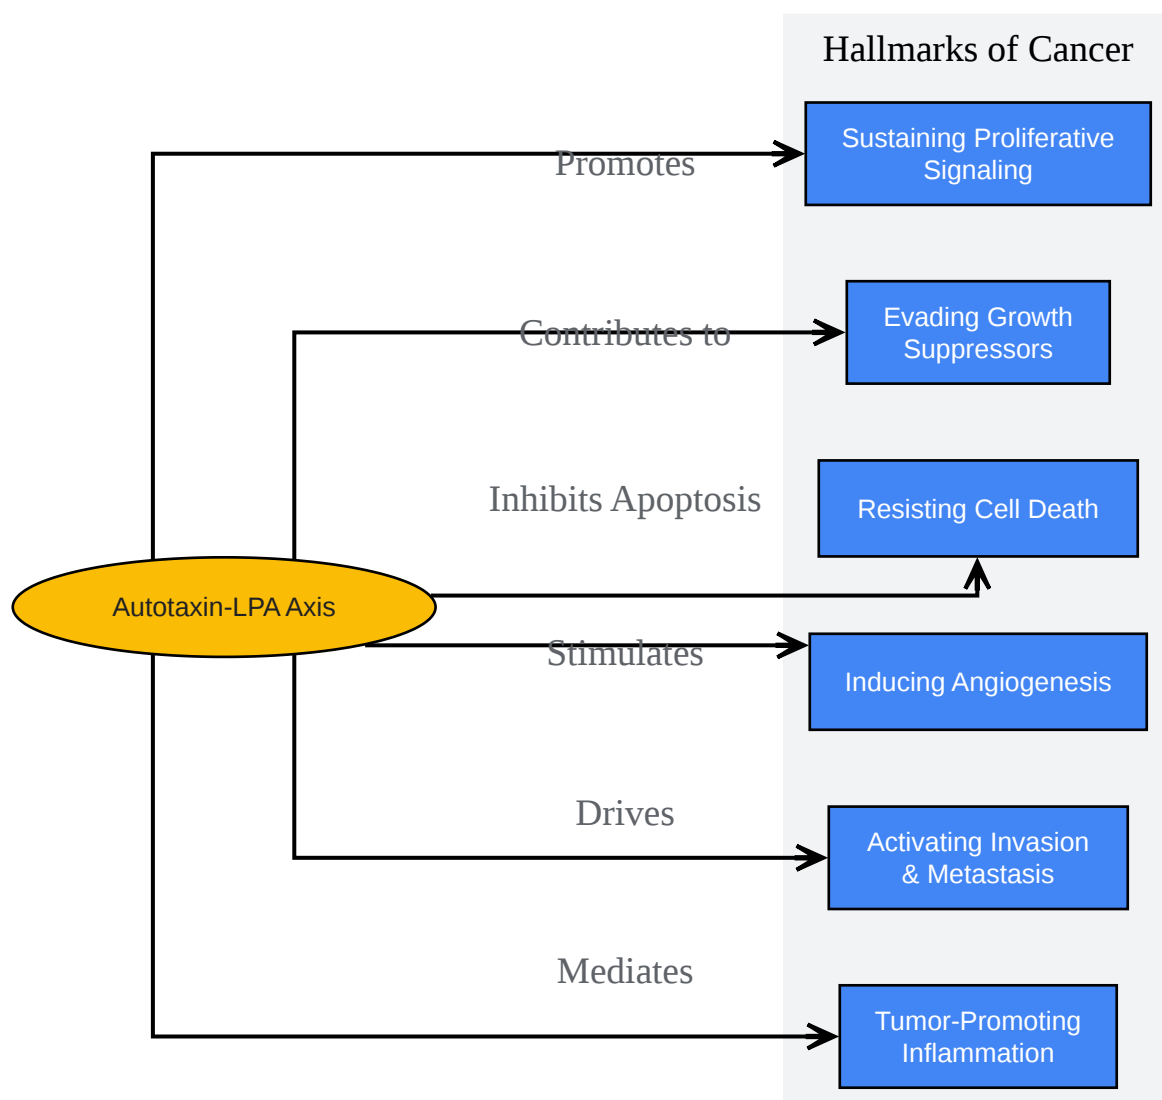 Hallmarks of Cancer
Promotes
Sustaining Proliferative
Signaling
Contributes to
Evading Growth
Suppressors
Inhibits Apoptosis
Resisting Cell Death
Autotaxin-LPA Axis
Stimulates
Inducing Angiogenesis
Drives
Activating Invasion
& Metastasis
Mediates
Tumor-Promoting
Inflammation